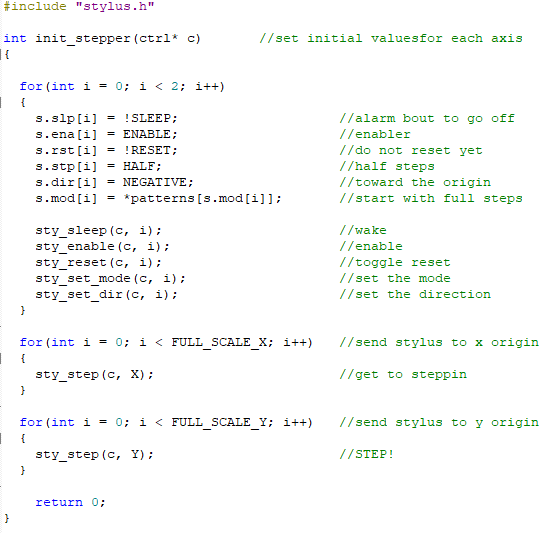 #include "stylus.h"
int init_stepper(ctrl* c) //set initial valuesfor each axis
{
for(int i = 0; i < 2; i++)
{
s.slp[i] = !SLEEP; //alarm bout to go off
s.ena[i] = ENABLE; //enabler
s.rst[i] = !RESET; //do not reset yet
s.stp[i] = HALF; //half steps
s.dir[i] = NEGATIVE; //toward the origin
s.mod[i] = *patterns[s.mod[i]]; //start with full steps
sty_sleep(c, i); //wake
sty_enable(c, i); //enable
sty_reset(c, i); //toggle reset
sty_set_mode(c, i); //set the mode
sty_set_dir(c, i); //set the direction
}
for(int i = 0; i < FULL_SCALE_X; i++) //send stylus to x origin
{
sty_step(c, X); //get to steppin
}
for(int i = 0; i < FULL_SCALE_Y; i++) //send stylus to y origin
{
sty_step(c, Y); //STEP!
}
return 0;
}